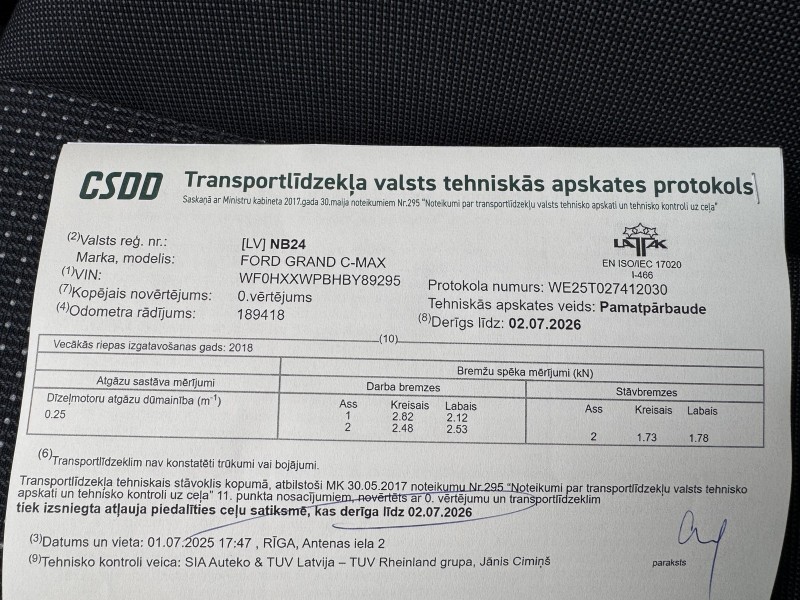 CSDD Transportlīdzekļa valsts tehniskās apskates protokols
Saskaņā ar Ministru kabineta 2017.gada 30.maija noteikumiem Nr.295 "Noteikumi par transportlīdzekļu valsts tehnisko apskati un tehnisko kontroli uz ceļa"
(2)Valsts reģ. nr.: [LV] NB24
Marka, modelis: FORD GRAND C-MAX
(1)VIN: WF0HXXWPBHBY89295
(7)Kopējais novērtējums: 0.vērtējums
(4)Odometra rādījums: 189418
LATAK
EN ISO/IEC 17020
I-466
Protokola numurs: WE25T027412030
Tehniskās apskates veids: Pamatpārbaude
(8)Derīgs līdz: 02.07.2026
(10)
Vecākās riepas izgatavošanas gads: 2018
Bremžu spēka mērījumi (kN)
Atgāzu sastāva mērījumi Darba bremzes Stāvbremzes
Dīzeļmotoru atgāzu dūmainība (m-1) Ass Kreisais Labais Ass Kreisais Labais
0.25 1 2.82 2.12
2 2.48 2.53 2 1.73 1.78
(6)Transportlīdzeklim nav konstatēti trūkumi vai bojājumi.
Transportlīdzekļa tehniskais stāvoklis kopumā, atbilstoši MK 30.05.2017 noteikumu Nr.295 "Noteikumi par transportlīdzekļu valsts tehnisko
apskati un tehnisko kontroli uz ceļa" 11. punkta nosacījumiem, novērtēts ar 0. vērtējumu un transportlīdzeklim
tiek izsniegta atļauja piedalīties ceļu satiksmē, kas derīga līdz 02.07.2026
(3)Datums un vieta: 01.07.2025 17:47 , RĪGA, Antenas iela 2
(9)Tehnisko kontroli veica: SIA Auteko & TUV Latvija – TUV Rheinland grupa, Jānis Cimiņš
paraksts